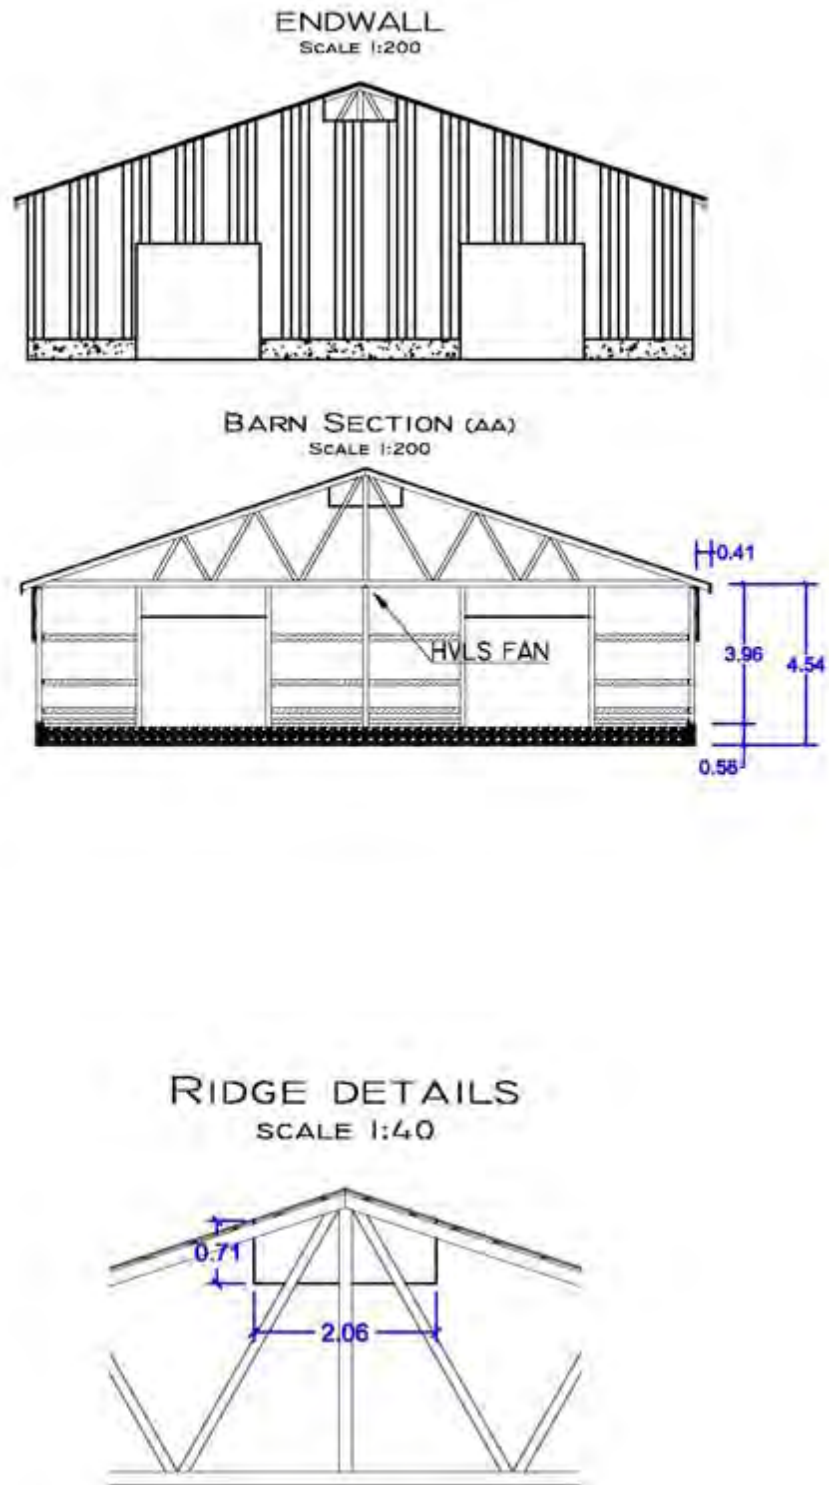 ENDWALL
SCALE 1:200
BARN SECTION (AA)
SCALE 1:200
0.41
HVLS FAN
3.96
4.54
0.58
RIDGE DETAILS
SCALE 1:40
0.71
2.06